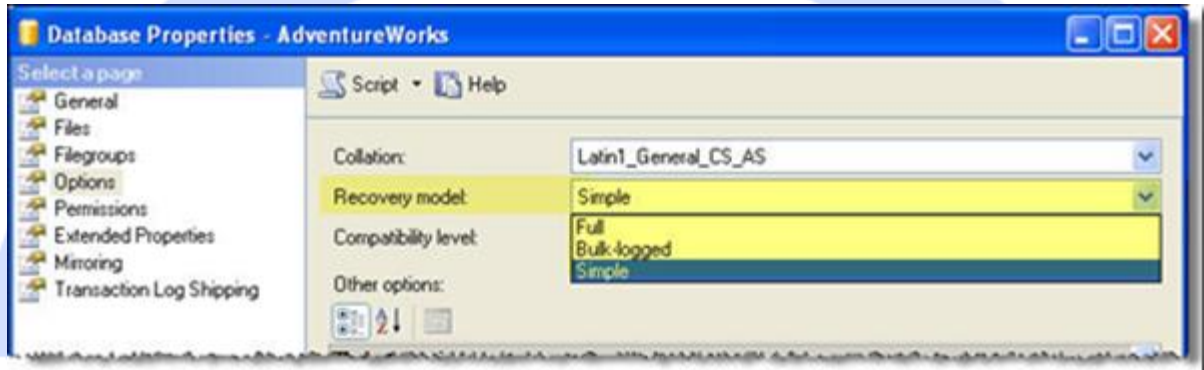 Database Properties - AdventureWorks
Select a page
General
Files
Filegroups
Options
Permissions
Extended Properties
Mirroring
Transaction Log Shipping
Script Help
Collation: Latin1_General_CS_AS
Recovery model: Simple
Full
Bulk-logged
Simple
Compatibility level:
Other options: